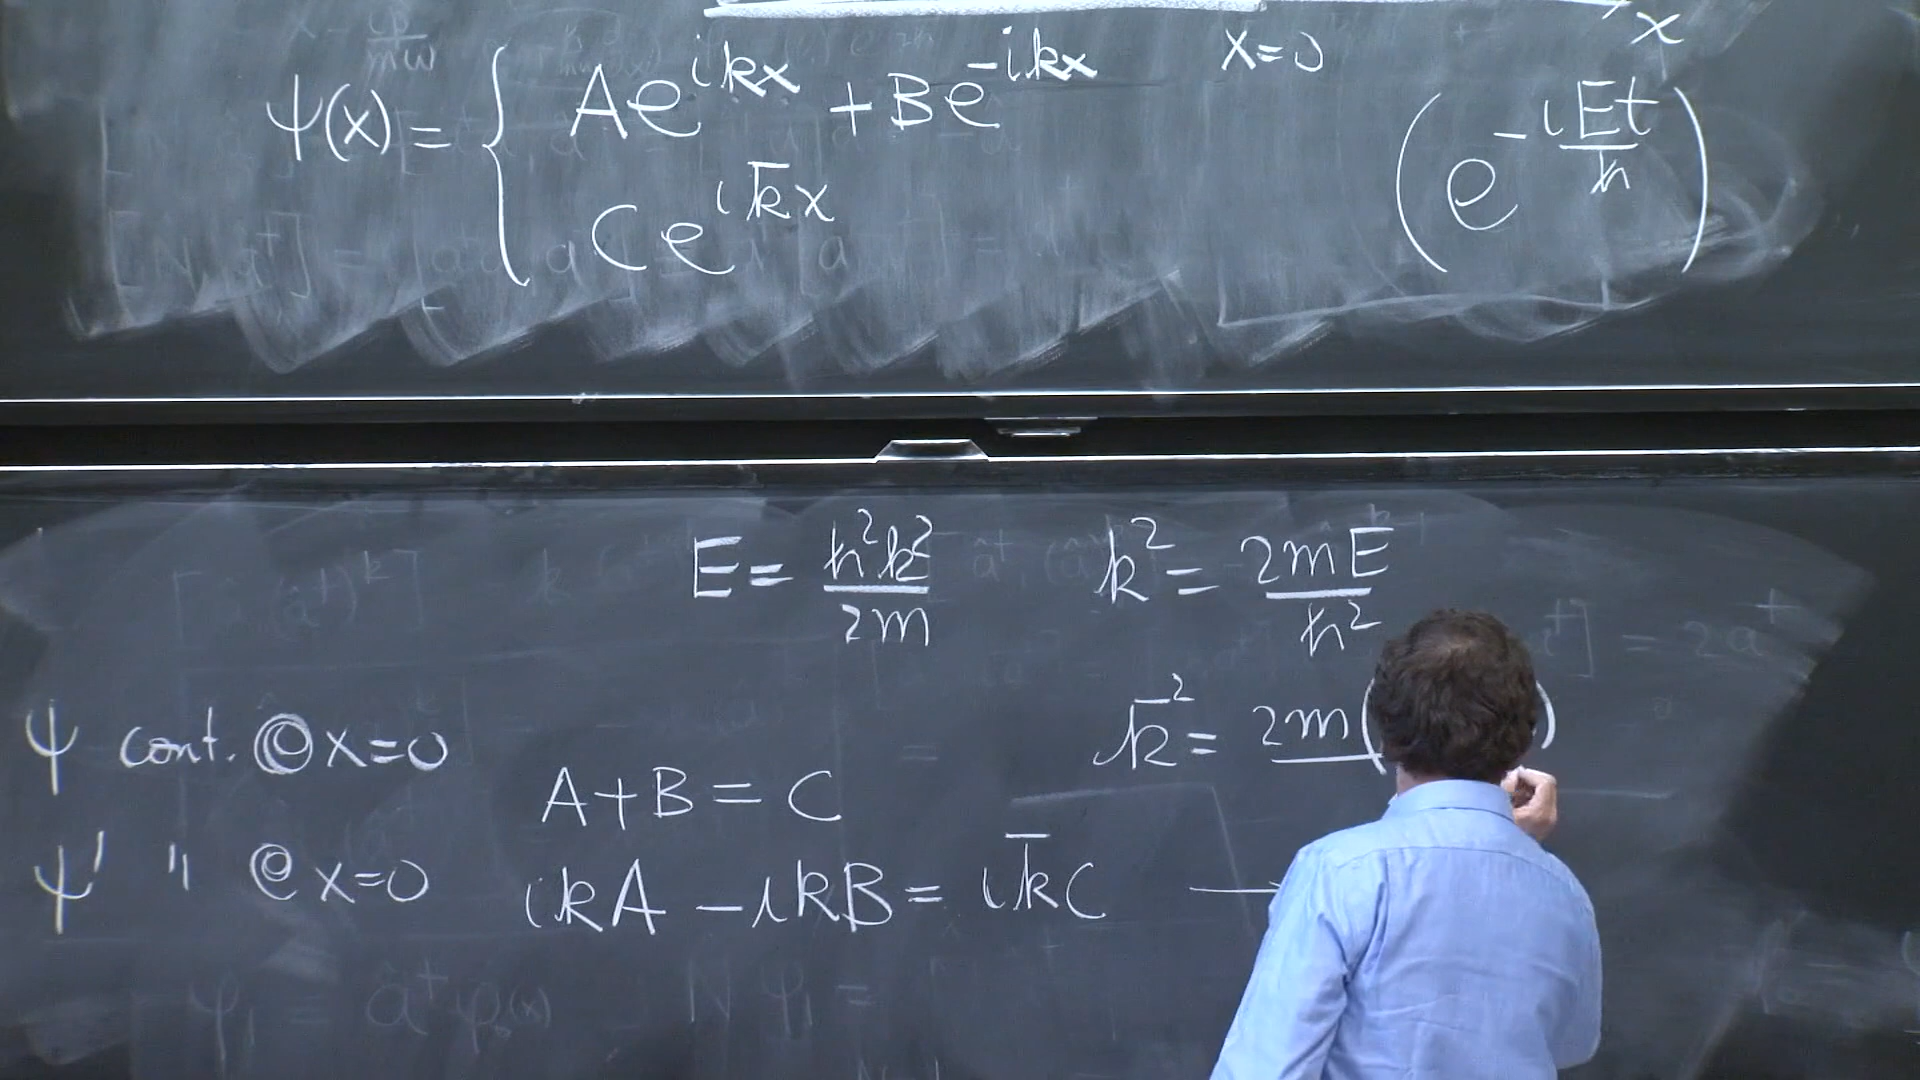 x
x=0
ψ(x) = { Ae^{ikx} + Be^{-ikx}
Ce^{ik̄x}
(e^{-iEt/ħ})
E = ħ²k²/2m
k² = 2mE/ħ²
k̄² = 2m( )
ψ cont. @ x=0
A+B = C
ψ' " @ x=0
ikA - ikB = ik̄C →